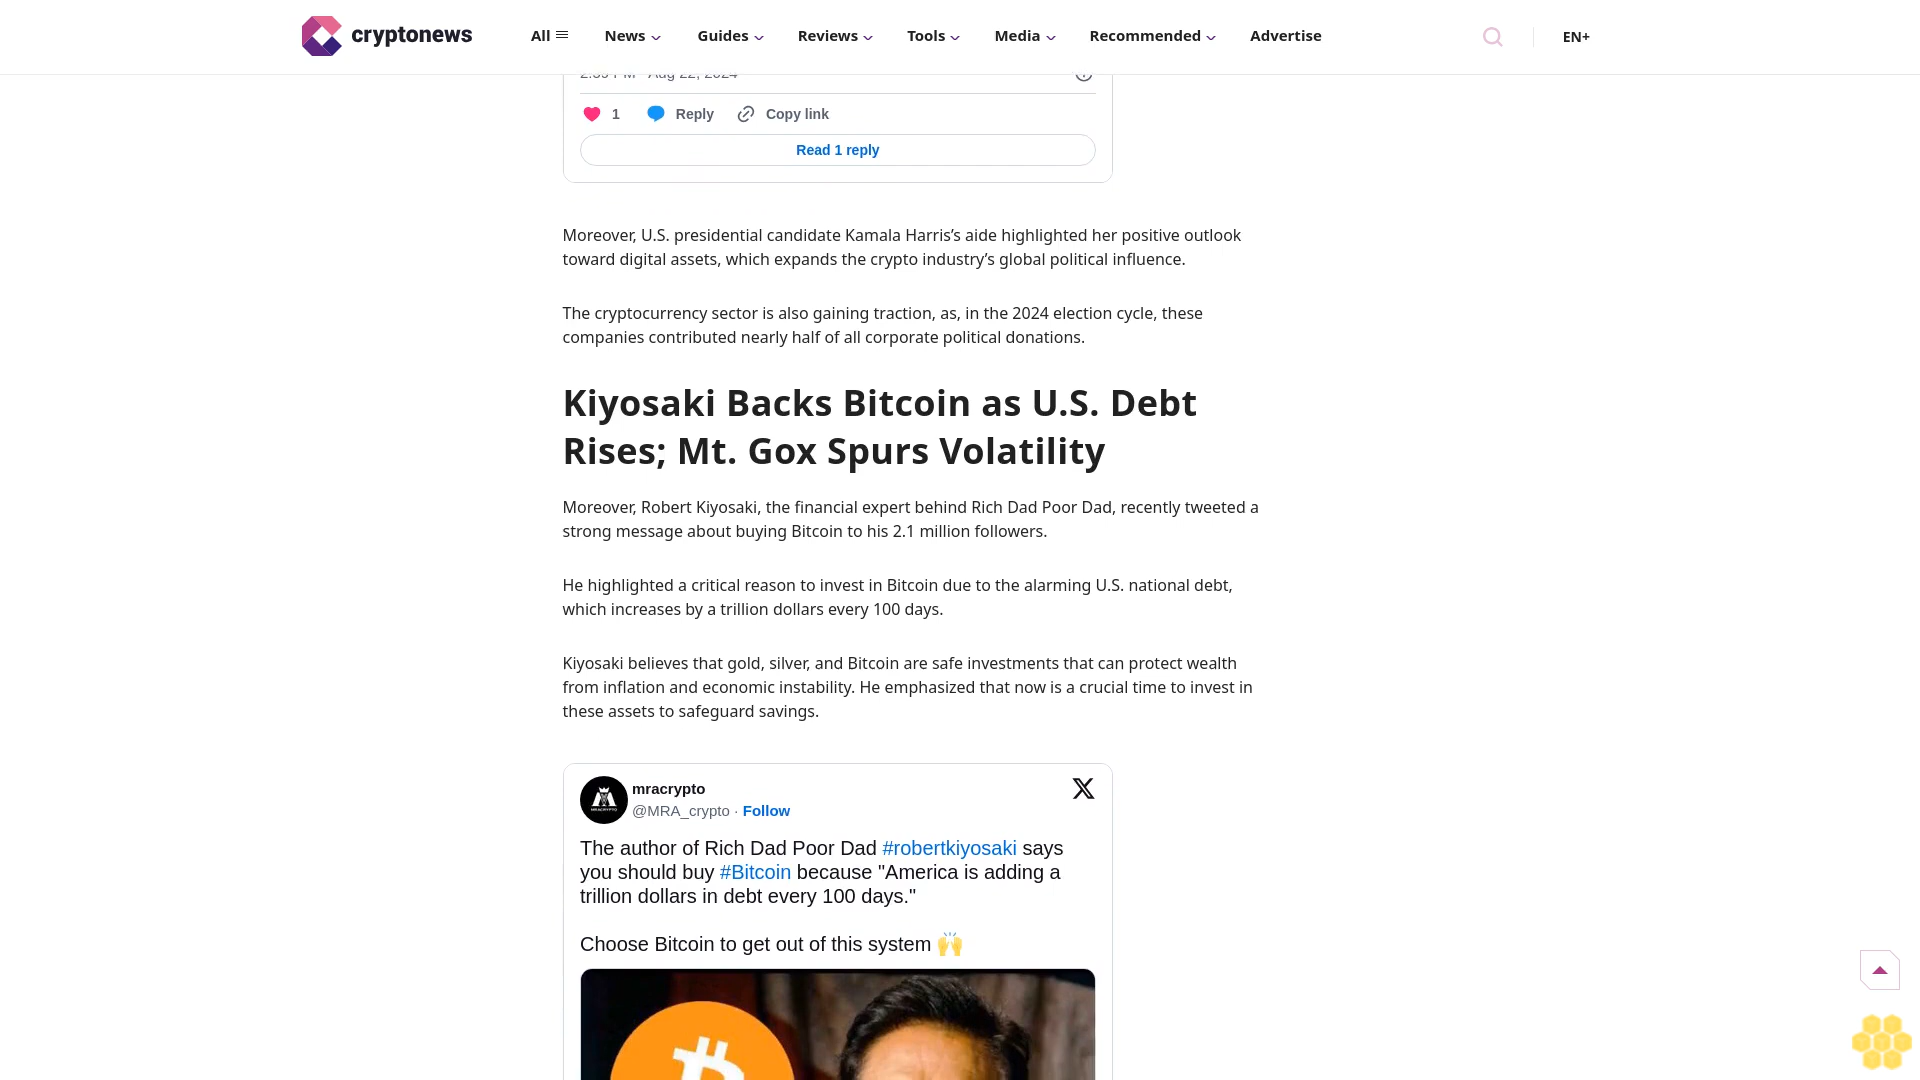 cryptonews
All
News
Guides
Reviews
Tools
Media
Recommended
Advertise
EN+
1
Reply
Copy link
Read 1 reply
Moreover, U.S. presidential candidate Kamala Harris’s aide highlighted her positive outlook
toward digital assets, which expands the crypto industry’s global political influence.
The cryptocurrency sector is also gaining traction, as, in the 2024 election cycle, these
companies contributed nearly half of all corporate political donations.
Kiyosaki Backs Bitcoin as U.S. Debt
Rises; Mt. Gox Spurs Volatility
Moreover, Robert Kiyosaki, the financial expert behind Rich Dad Poor Dad, recently tweeted a
strong message about buying Bitcoin to his 2.1 million followers.
He highlighted a critical reason to invest in Bitcoin due to the alarming U.S. national debt,
which increases by a trillion dollars every 100 days.
Kiyosaki believes that gold, silver, and Bitcoin are safe investments that can protect wealth
from inflation and economic instability. He emphasized that now is a crucial time to invest in
these assets to safeguard savings.
mracrypto
@MRA_crypto · Follow
The author of Rich Dad Poor Dad #robertkiyosaki says
you should buy #Bitcoin because "America is adding a
trillion dollars in debt every 100 days."
Choose Bitcoin to get out of this system 🙌